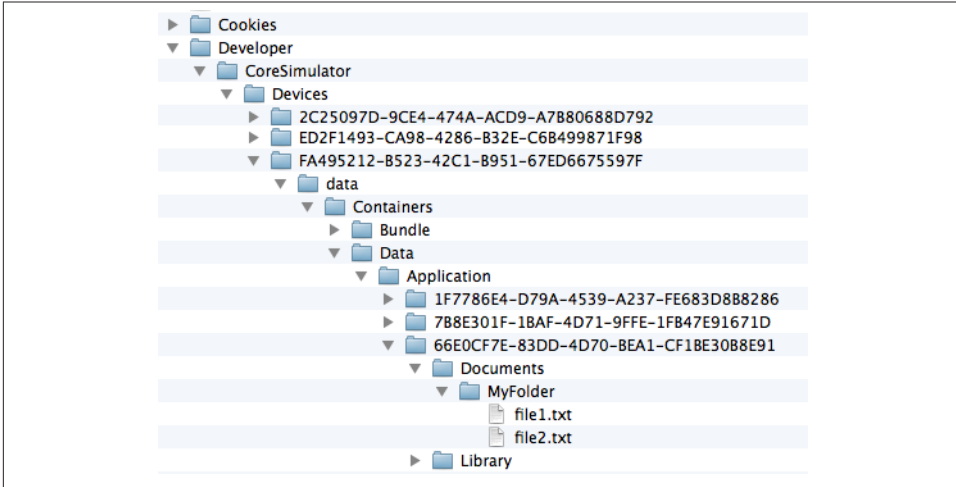 Cookies
Developer
CoreSimulator
Devices
2C25097D-9CE4-474A-ACD9-A7B80688D792
ED2F1493-CA98-4286-B32E-C6B499871F98
FA495212-B523-42C1-B951-67ED6675597F
data
Containers
Bundle
Data
Application
1F7786E4-D79A-4539-A237-FE683D8B8286
7B8E301F-1BAF-4D71-9FFE-1FB47E91671D
66E0CF7E-83DD-4D70-BEA1-CF1BE30B8E91
Documents
MyFolder
file1.txt
file2.txt
Library